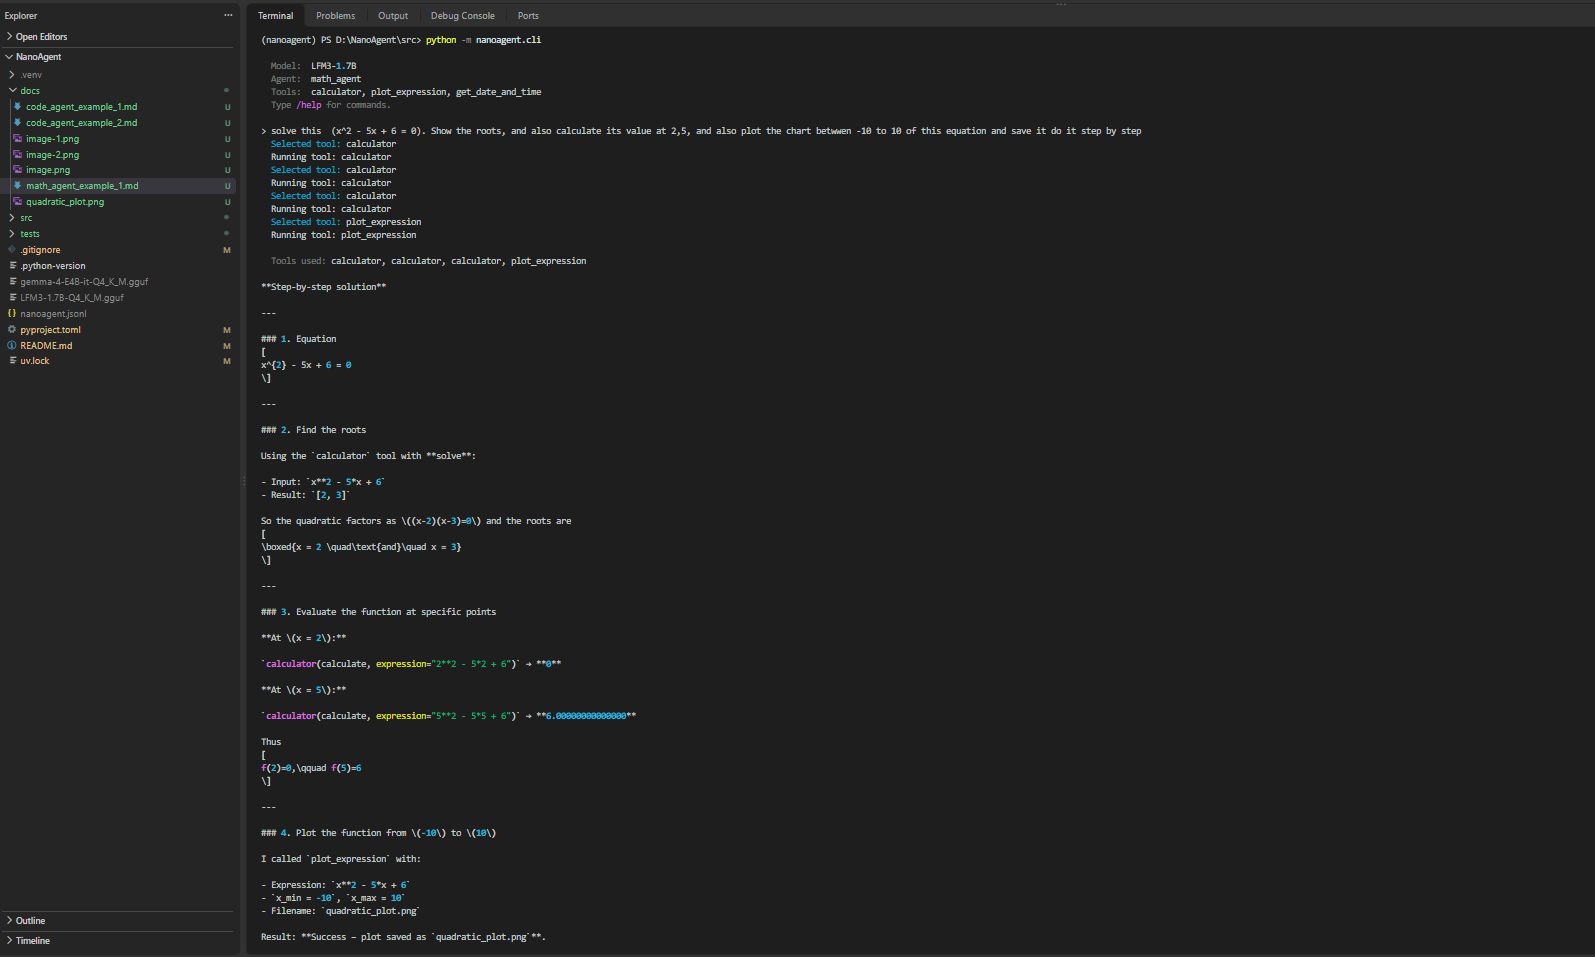 Explorer
Open Editors
NanoAgent
.venv
docs
code_agent_example_1.md U
code_agent_example_2.md U
image-1.png U
image-2.png U
image.png U
math_agent_example_1.md U
quadratic_plot.png U
src
tests
.gitignore M
.python-version
gemma-4-E4B-it-Q4_K_M.gguf
LFM3-1.7B-Q4_K_M.gguf
nanoagent.jsonl
pyproject.toml M
README.md M
uv.lock M
Outline
Timeline
Terminal Problems Output Debug Console Ports
(nanoagent) PS D:\NanoAgent\src> python -m nanoagent.cli
Model: LFM3-1.7B
Agent: math_agent
Tools: calculator, plot_expression, get_date_and_time
Type /help for commands.
> solve this  (x^2 - 5x + 6 = 0). Show the roots, and also calculate its value at 2,5, and also plot the chart betwwen -10 to 10 of this equation and save it do it step by step
Selected tool: calculator
Running tool: calculator
Selected tool: calculator
Running tool: calculator
Selected tool: calculator
Running tool: calculator
Selected tool: plot_expression
Running tool: plot_expression
Tools used: calculator, calculator, calculator, plot_expression
**Step-by-step solution**
---
### 1. Equation
[
x^{2} - 5x + 6 = 0
\]
---
### 2. Find the roots
Using the `calculator` tool with **solve**:
- Input: `x**2 - 5*x + 6`
- Result: `[2, 3]`
So the quadratic factors as \((x-2)(x-3)=0\) and the roots are
[
\boxed{x = 2 \quad\text{and}\quad x = 3}
\]
---
### 3. Evaluate the function at specific points
**At \(x = 2\):**
`calculator(calculate, expression="2**2 - 5*2 + 6")` → **0**
**At \(x = 5\):**
`calculator(calculate, expression="5**2 - 5*5 + 6")` → **6.00000000000000**
Thus
[
f(2)=0,\qquad f(5)=6
\]
---
### 4. Plot the function from \(-10\) to \(10\)
I called `plot_expression` with:
- Expression: `x**2 - 5*x + 6`
- `x_min = -10`, `x_max = 10`
- Filename: `quadratic_plot.png`
Result: **Success – plot saved as `quadratic_plot.png`**.